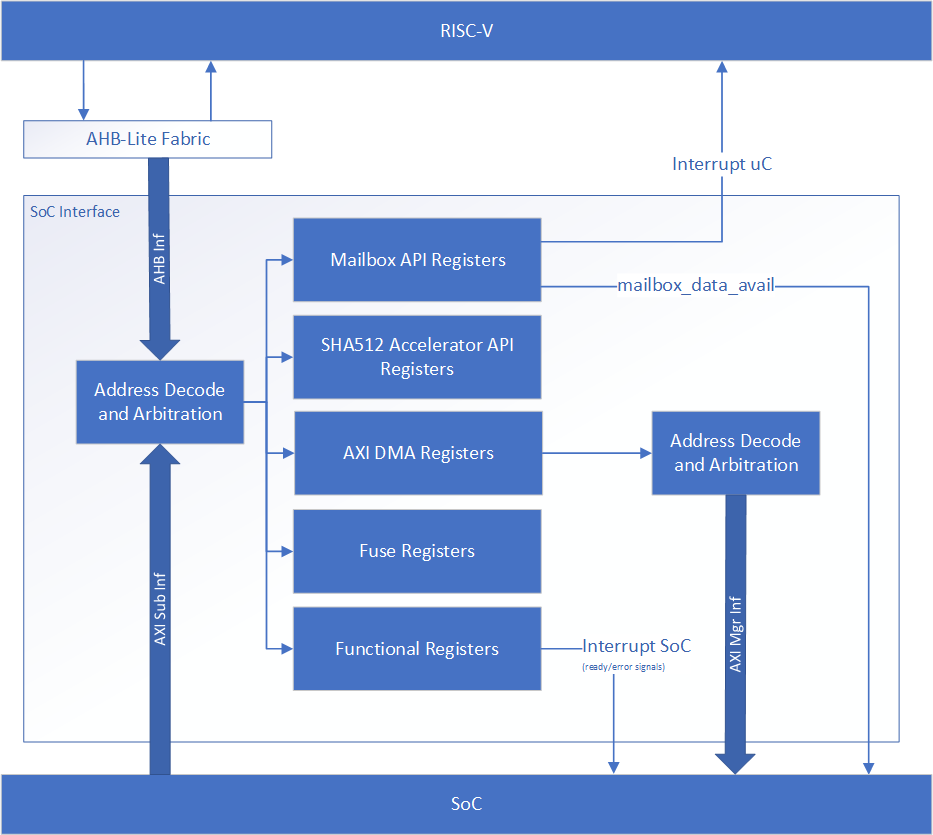 RISC-V
AHB-Lite Fabric
Interrupt uC
SoC Interface
AHB Inf
Mailbox API Registers
mailbox_data_avail
SHA512 Accelerator API
Registers
Address Decode
and Arbitration
AXI DMA Registers
Address Decode
and Arbitration
Fuse Registers
AXI Sub Inf
Functional Registers
Interrupt SoC
(ready/error signals)
AXI Mgr Inf
SoC